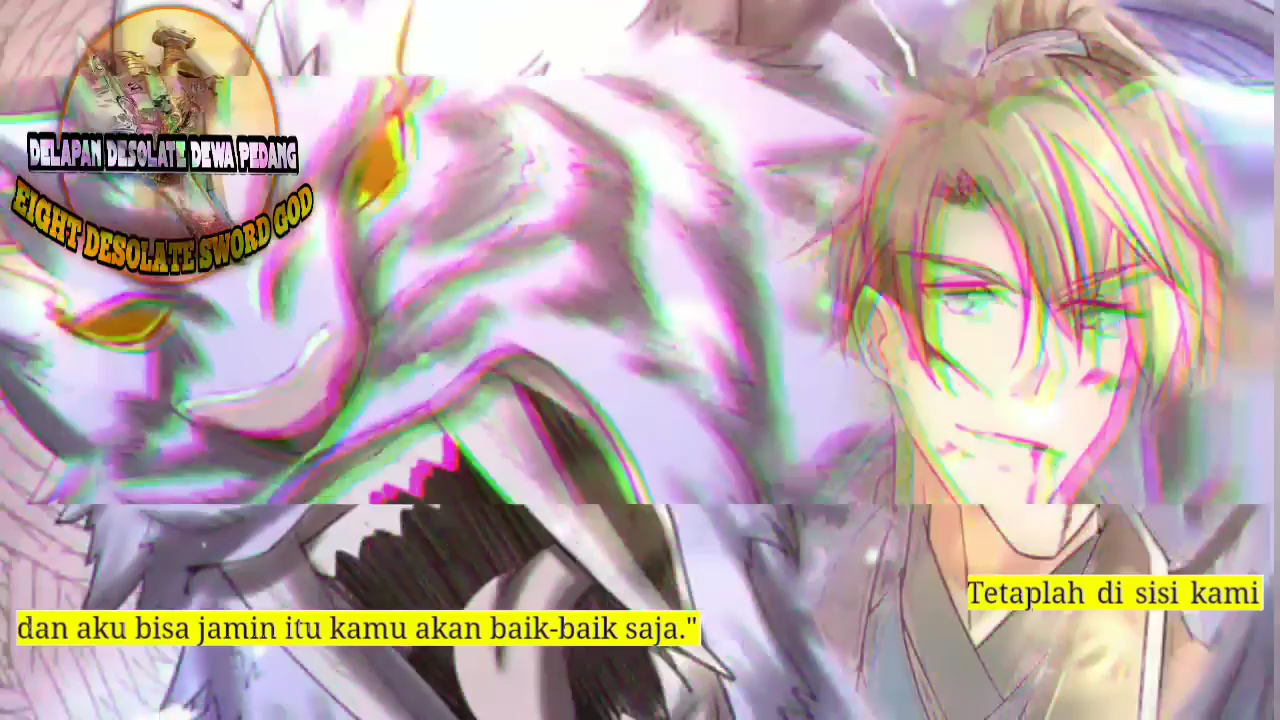 DELAPAN DESOLATE DEWA PEDANG
EIGHT DESOLATE SWORD GOD
Tetaplah di sisi kami
dan aku bisa jamin itu kamu akan baik-baik saja."